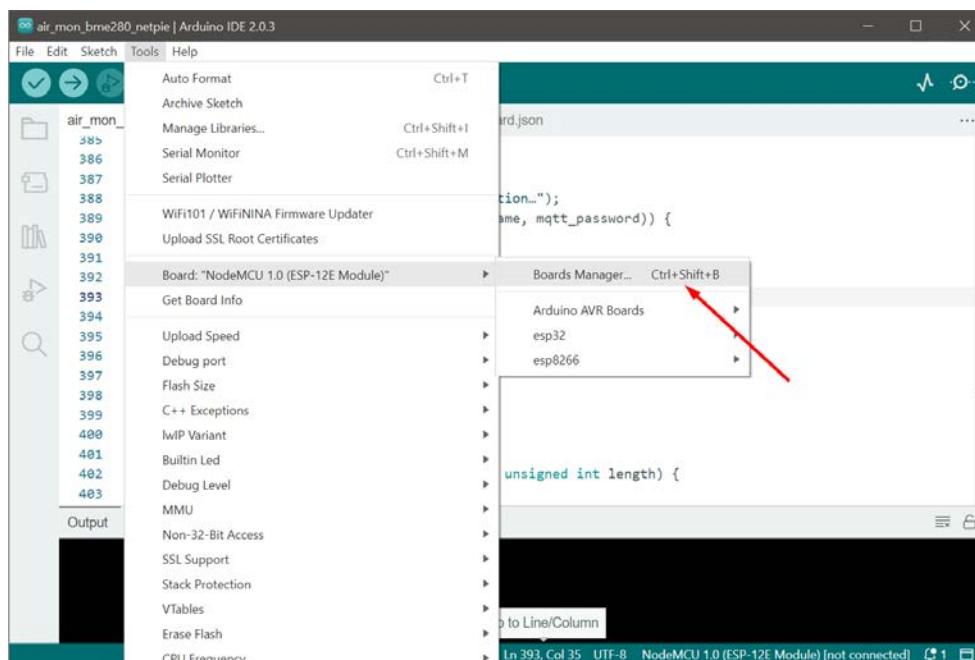 air_mon_bme280_netpie | Arduino IDE 2.0.3
File Edit Sketch Tools Help
air_mon_
rd.json
385
386
387
388
389
390
391
392
393
394
395
396
397
398
399
400
401
402
403
tion…");
ame, mqtt_password)) {
unsigned int length) {
Auto Format Ctrl+T
Archive Sketch
Manage Libraries... Ctrl+Shift+I
Serial Monitor Ctrl+Shift+M
Serial Plotter
WiFi101 / WiFiNINA Firmware Updater
Upload SSL Root Certificates
Board: "NodeMCU 1.0 (ESP-12E Module)"
Get Board Info
Upload Speed
Debug port
Flash Size
C++ Exceptions
lwIP Variant
Builtin Led
Debug Level
MMU
Non-32-Bit Access
SSL Support
Stack Protection
VTables
Erase Flash
CPU Frequency
Boards Manager... Ctrl+Shift+B
Arduino AVR Boards
esp32
esp8266
Output
to Line/Column
Ln 393, Col 35 UTF-8 NodeMCU 1.0 (ESP-12E Module) [not connected] 1